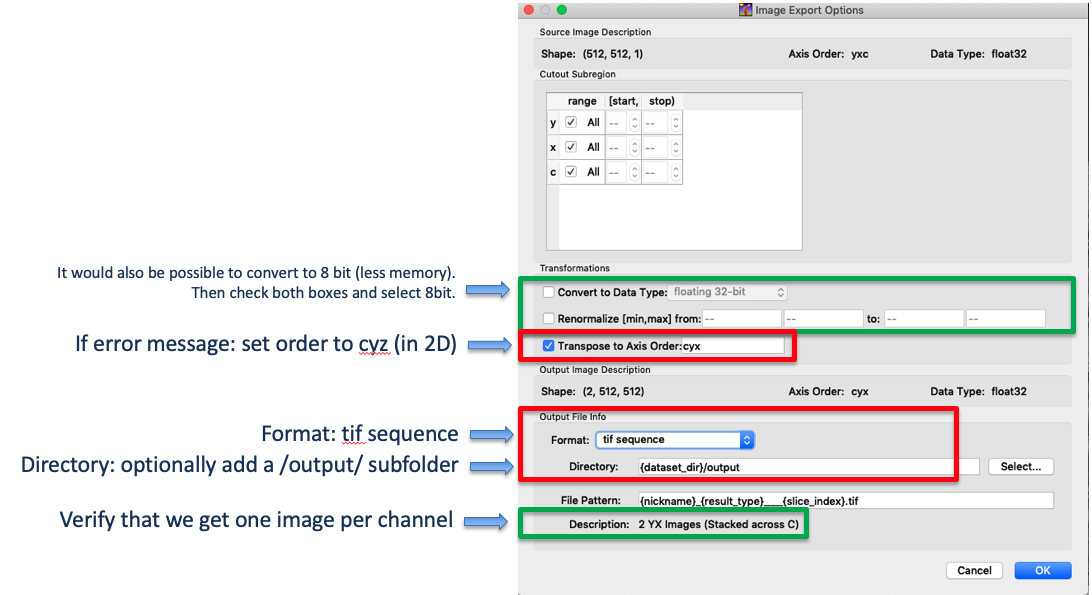 Image Export Options
Source Image Description
Shape: (512, 512, 1) Axis Order: yxc Data Type: float32
Cutout Subregion
range [start, stop)
y All -- --
x All -- --
c All -- --
Transformations
It would also be possible to convert to 8 bit (less memory).
Then check both boxes and select 8bit.
Convert to Data Type: floating 32-bit
Renormalize [min,max] from: -- -- to: -- --
If error message: set order to cyz (in 2D)
Transpose to Axis Order: cyx
Output Image Description
Shape: (2, 512, 512) Axis Order: cyx Data Type: float32
Output File Info
Format: tif sequence
Format: tif sequence
Directory: optionally add a /output/ subfolder
Directory: {dataset_dir}/output Select...
File Pattern: {nickname}_{result_type}____{slice_index}.tif
Verify that we get one image per channel
Description: 2 YX Images (Stacked across C)
Cancel OK